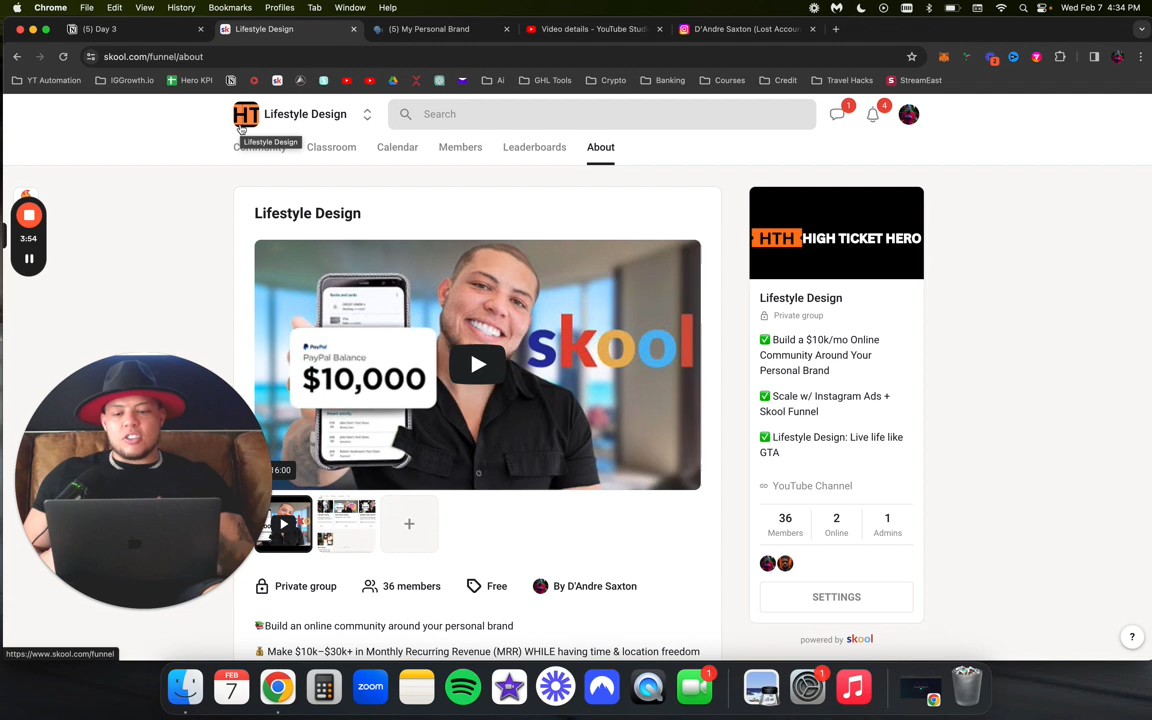 Chrome File Edit View History Bookmarks Profiles Tab Window Help Wed Feb 7 4:34 PM
(5) Day 3 Lifestyle Design (5) My Personal Brand Video details - YouTube Stud D'Andre Saxton (Lost Accou
skool.com/funnel/about
YT Automation IGGrowth.io Hero KPI Ai GHL Tools Crypto Banking Courses Credit Travel Hacks StreamEast
HT Lifestyle Design Search 1 4
Lifestyle Design
Community Classroom Calendar Members Leaderboards About
3:54
Lifestyle Design
PayPal
PayPal Balance
$10,000
skool
16:00
Private group 36 members Free By D'Andre Saxton
Build an online community around your personal brand
Make $10k–$30k+ in Monthly Recurring Revenue (MRR) WHILE having time & location freedom
HTH HIGH TICKET HERO
Lifestyle Design
Private group
Build a $10k/mo Online
Community Around Your
Personal Brand
Scale w/ Instagram Ads +
Skool Funnel
Lifestyle Design: Live life like
GTA
YouTube Channel
36 2 1
Members Online Admins
SETTINGS
powered by skool
?
https://www.skool.com/funnel
FEB
7
zoom
1
1